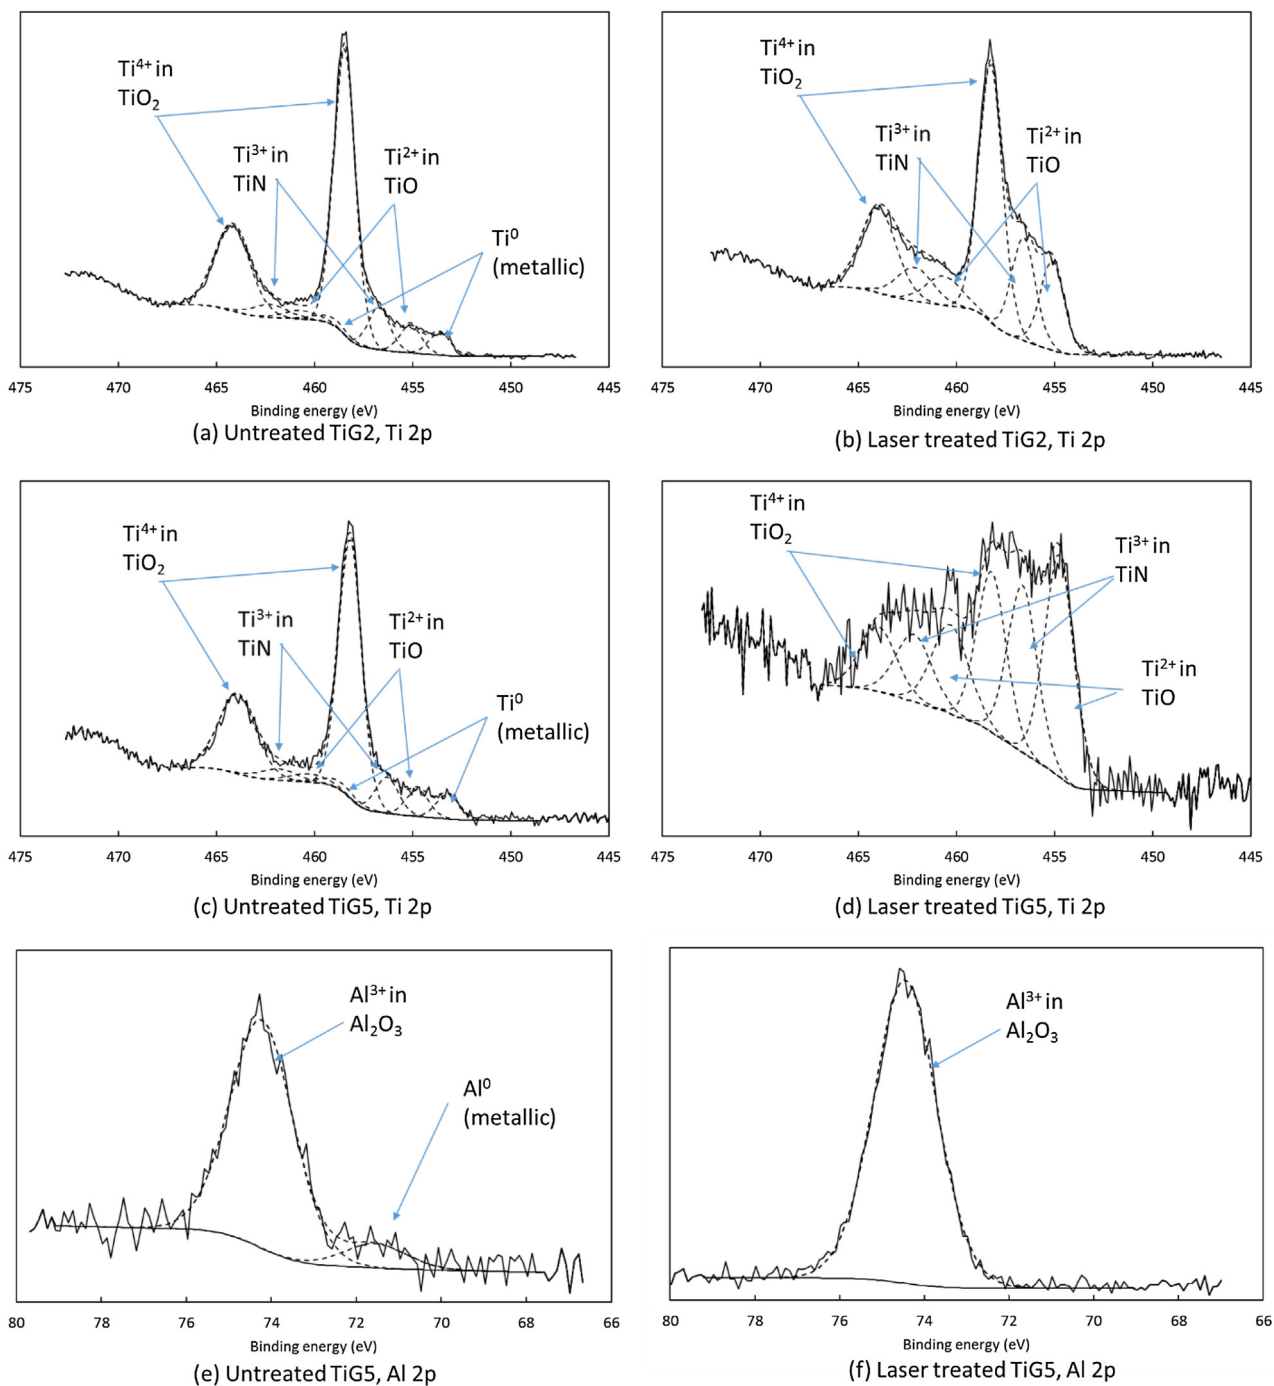 Ti⁴⁺ in
TiO₂
Ti³⁺ in
TiN
Ti²⁺ in
TiO
Ti⁰
(metallic)
475 470 465 460 455 450 445
Binding energy (eV)
(a) Untreated TiG2, Ti 2p
Ti⁴⁺ in
TiO₂
Ti³⁺ in
TiN
Ti²⁺ in
TiO
475 470 465 460 455 450 445
Binding energy (eV)
(b) Laser treated TiG2, Ti 2p
Ti⁴⁺ in
TiO₂
Ti³⁺ in
TiN
Ti²⁺ in
TiO
Ti⁰
(metallic)
475 470 465 460 455 450 445
Binding energy (eV)
(c) Untreated TiG5, Ti 2p
Ti⁴⁺ in
TiO₂
Ti³⁺ in
TiN
Ti²⁺ in
TiO
475 470 465 460 455 450 445
Binding energy (eV)
(d) Laser treated TiG5, Ti 2p
Al³⁺ in
Al₂O₃
Al⁰
(metallic)
80 78 76 74 72 70 68 66
Binding energy (eV)
(e) Untreated TiG5, Al 2p
Al³⁺ in
Al₂O₃
80 78 76 74 72 70 68 66
Binding energy (eV)
(f) Laser treated TiG5, Al 2p